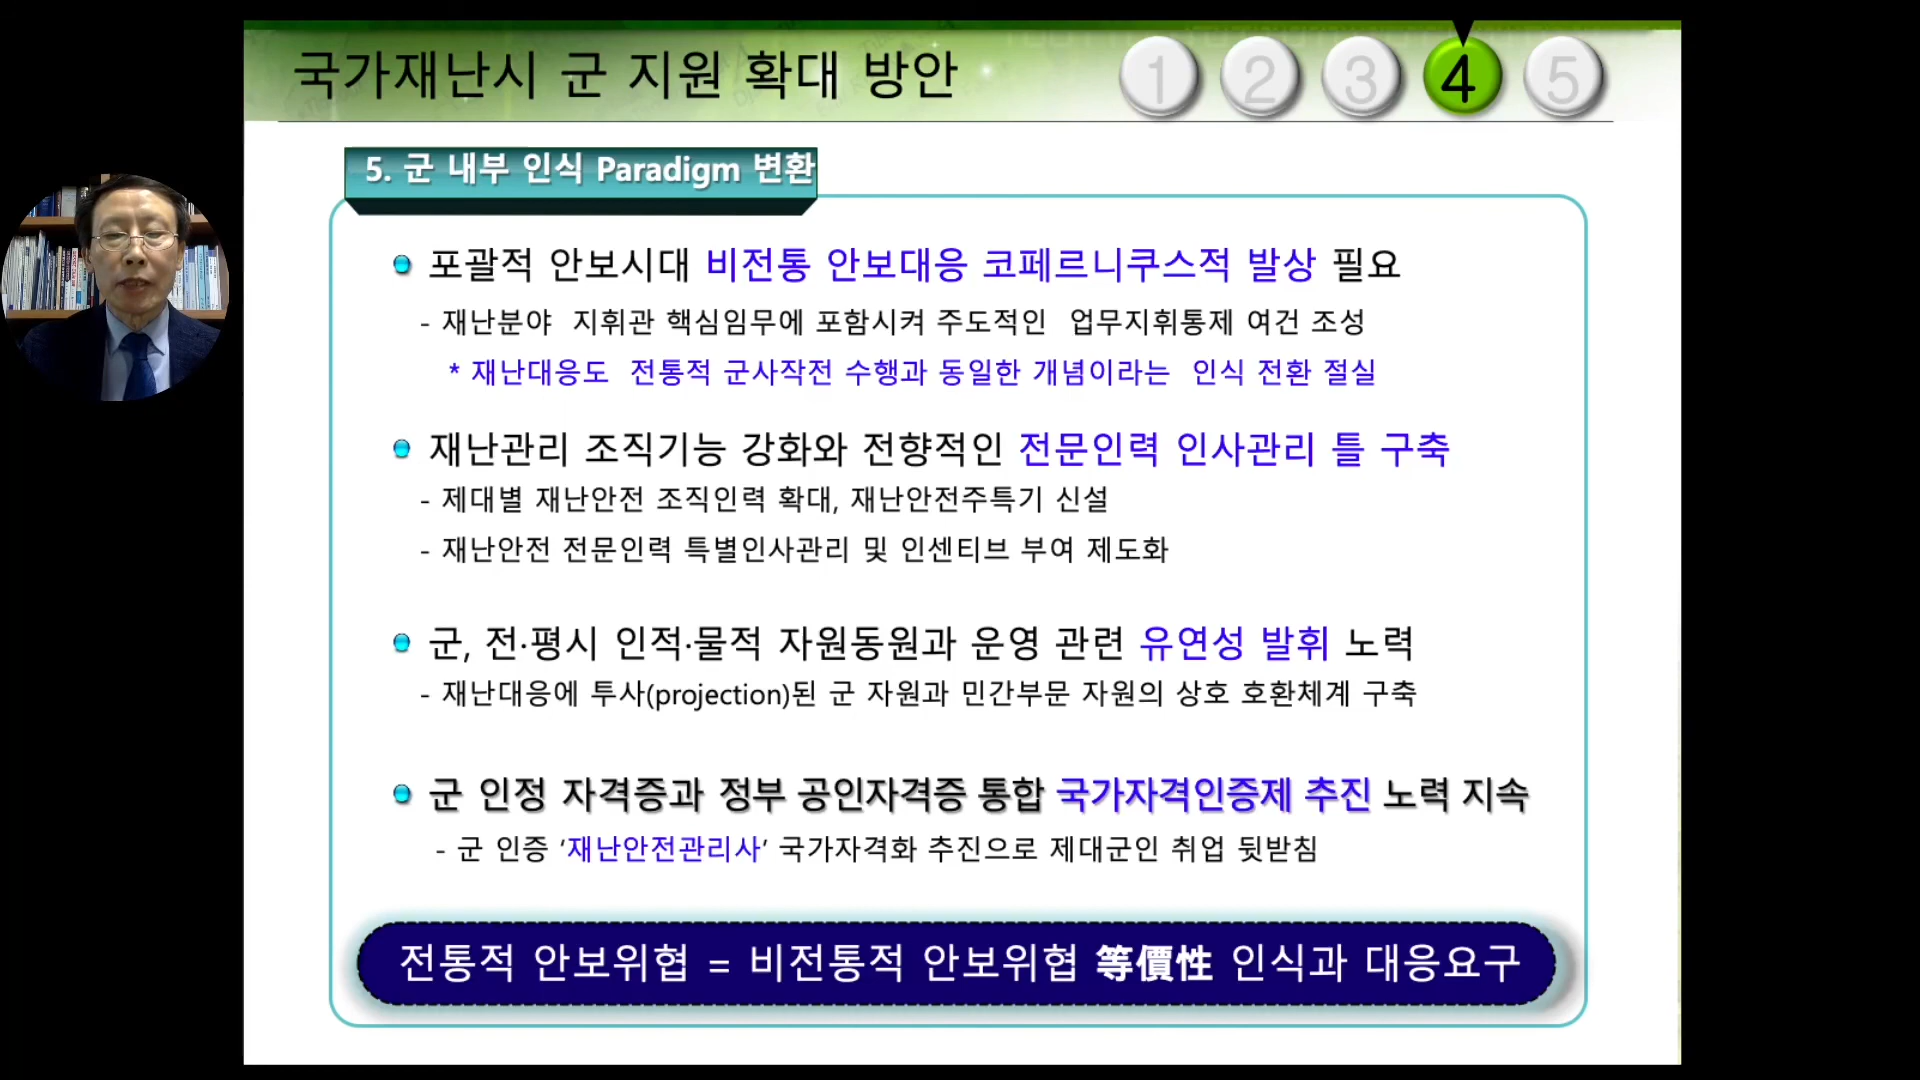 국가재난시 군 지원 확대 방안
1 2 3 4 5
5. 군 내부 인식 Paradigm 변환
포괄적 안보시대 비전통 안보대응 코페르니쿠스적 발상 필요
- 재난분야 지휘관 핵심임무에 포함시켜 주도적인 업무지휘통제 여건 조성
* 재난대응도 전통적 군사작전 수행과 동일한 개념이라는 인식 전환 절실
재난관리 조직기능 강화와 전향적인 전문인력 인사관리 틀 구축
- 제대별 재난안전 조직인력 확대, 재난안전주특기 신설
- 재난안전 전문인력 특별인사관리 및 인센티브 부여 제도화
군, 전·평시 인적·물적 자원동원과 운영 관련 유연성 발휘 노력
- 재난대응에 투사(projection)된 군 자원과 민간부문 자원의 상호 호환체계 구축
군 인정 자격증과 정부 공인자격증 통합 국가자격인증제 추진 노력 지속
- 군 인증 ‘재난안전관리사’ 국가자격화 추진으로 제대군인 취업 뒷받침
전통적 안보위협 = 비전통적 안보위협 等價性 인식과 대응요구